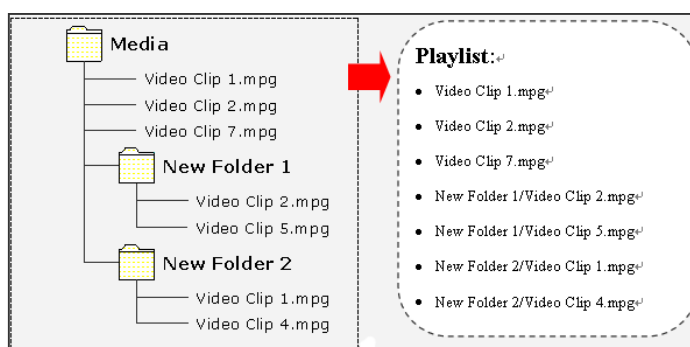 Media
Video Clip 1.mpg
Video Clip 2.mpg
Video Clip 7.mpg
New Folder 1
Video Clip 2.mpg
Video Clip 5.mpg
New Folder 2
Video Clip 1.mpg
Video Clip 4.mpg
Playlist:↵
• Video Clip 1.mpg↵
• Video Clip 2.mpg↵
• Video Clip 7.mpg↵
• New Folder 1/Video Clip 2.mpg↵
• New Folder 1/Video Clip 5.mpg↵
• New Folder 2/Video Clip 1.mpg↵
• New Folder 2/Video Clip 4.mpg↵